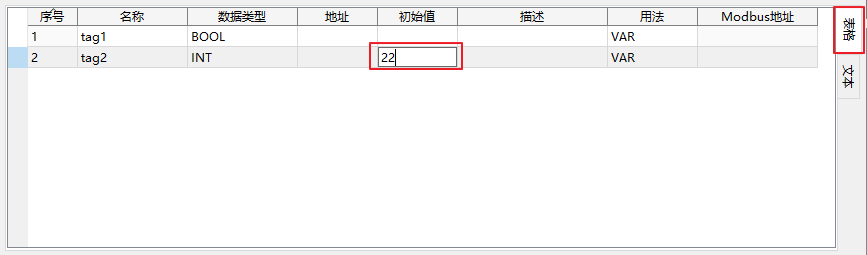 序号 名称 数据类型 地址 初始值 描述 用法 Modbus地址
1 tag1 BOOL VAR
2 tag2 INT 22 VAR
表格
文本